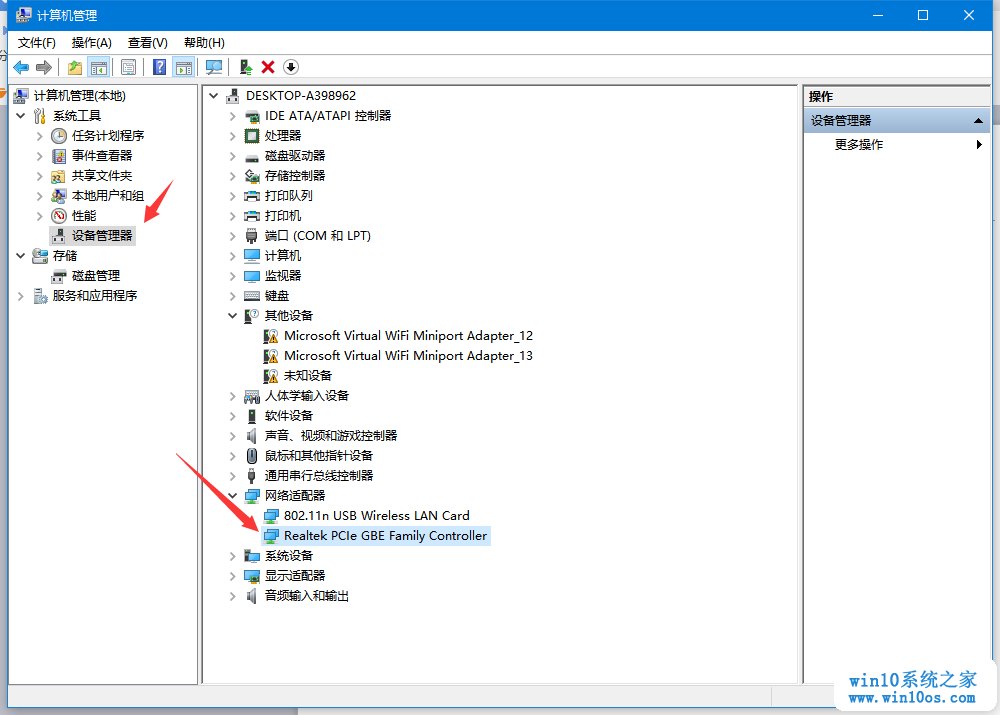 计算机管理
文件(F) 操作(A) 查看(V) 帮助(H)
计算机管理(本地)
系统工具
任务计划程序
事件查看器
共享文件夹
本地用户和组
性能
设备管理器
存储
磁盘管理
服务和应用程序
DESKTOP-A398962
IDE ATA/ATAPI 控制器
处理器
磁盘驱动器
存储控制器
打印队列
打印机
端口 (COM 和 LPT)
计算机
监视器
键盘
其他设备
Microsoft Virtual WiFi Miniport Adapter_12
Microsoft Virtual WiFi Miniport Adapter_13
未知设备
人体学输入设备
软件设备
声音、视频和游戏控制器
鼠标和其他指针设备
通用串行总线控制器
网络适配器
802.11n USB Wireless LAN Card
Realtek PCIe GBE Family Controller
系统设备
显示适配器
音频输入和输出
操作
设备管理器
更多操作
win10系统之家
www.win10os.com